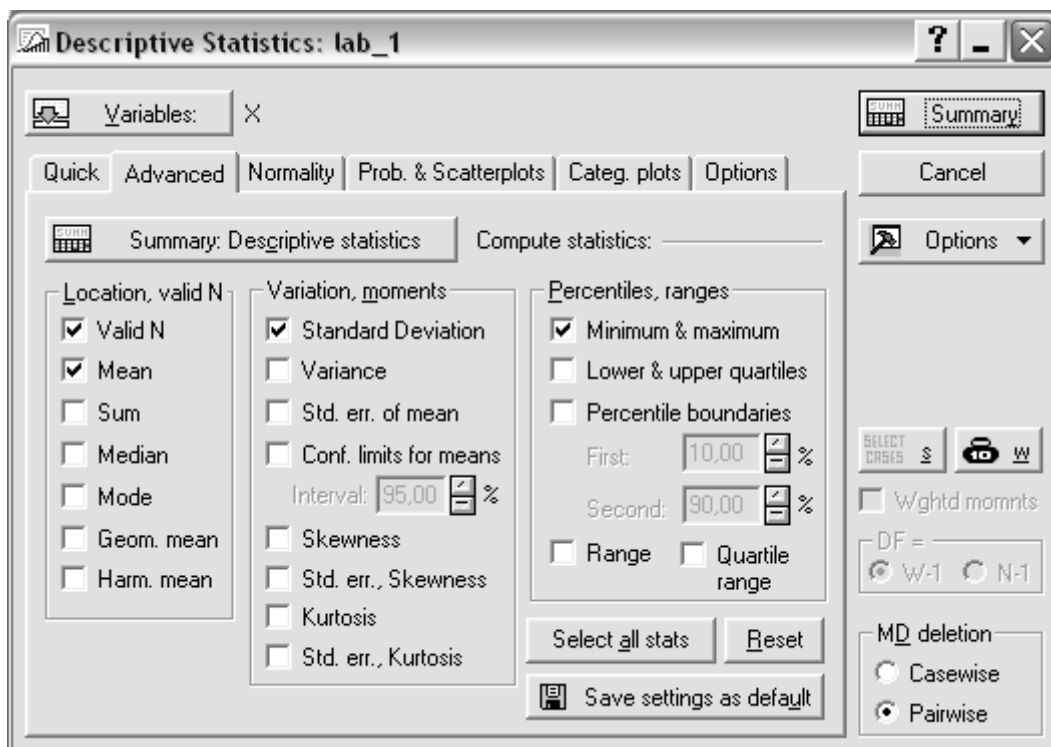 Descriptive Statistics: lab_1
Variables: X
Summary
Cancel
Options
Quick Advanced Normality Prob. & Scatterplots Categ. plots Options
Summary: Descriptive statistics
Compute statistics:
Location, valid N
Valid N
Mean
Sum
Median
Mode
Geom. mean
Harm. mean
Variation, moments
Standard Deviation
Variance
Std. err. of mean
Conf. limits for means
Interval: 95,00 %
Skewness
Std. err., Skewness
Kurtosis
Std. err., Kurtosis
Percentiles, ranges
Minimum & maximum
Lower & upper quartiles
Percentile boundaries
First: 10,00 %
Second: 90,00 %
Range
Quartile
range
Select all stats
Reset
Save settings as default
SELECT
CASES S
W
Wghtd momnts
DF =
W-1 N-1
MD deletion
Casewise
Pairwise